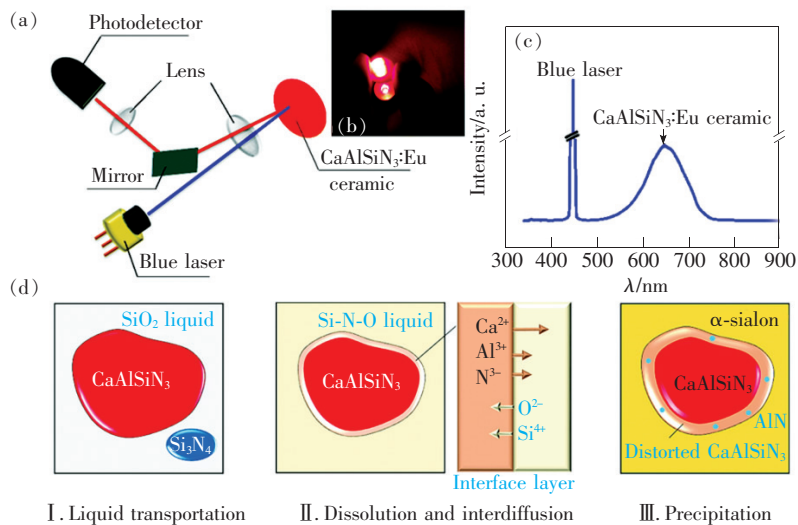 (a)
Photodetector
Lens
Mirror
CaAlSiN₃:Eu
ceramic
Blue laser
(b)
(c)
Blue laser
CaAlSiN₃:Eu ceramic
Intensity/a. u.
300 400 500 600 700 800 900
λ/nm
(d)
SiO₂ liquid
CaAlSiN₃
Si₃N₄
Ⅰ. Liquid transportation
Si-N-O liquid
CaAlSiN₃
Ca²⁺
Al³⁺
N³⁻
O²⁻
Si⁴⁺
Interface layer
Ⅱ. Dissolution and interdiffusion
α-sialon
CaAlSiN₃
AlN
Distorted CaAlSiN₃
Ⅲ. Precipitation